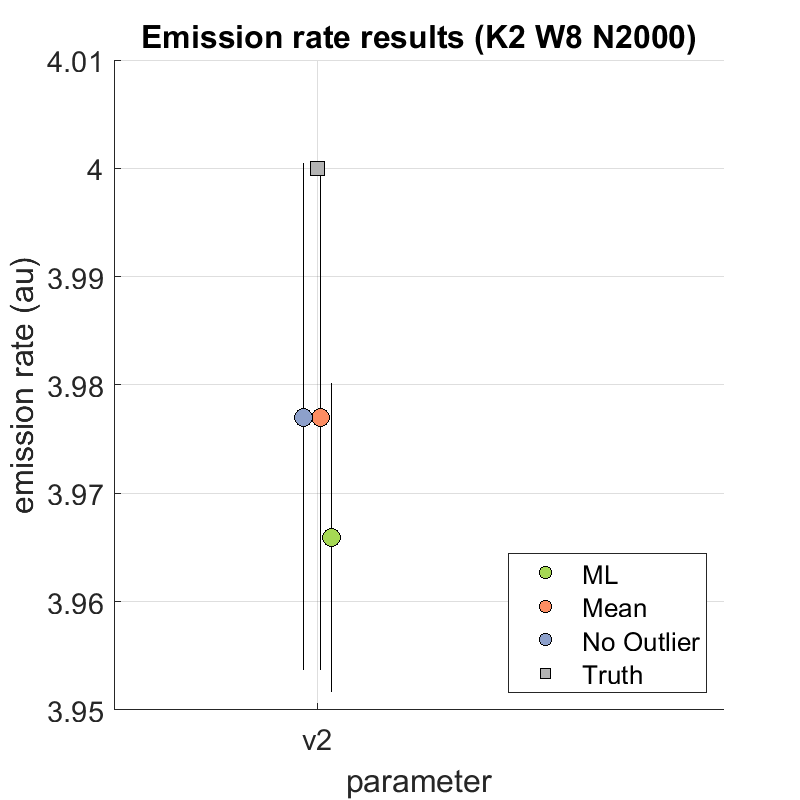 Emission rate results (K2 W8 N2000)
4.01
4
3.99
3.98
3.97
3.96
3.95
emission rate (au)
ML
Mean
No Outlier
Truth
v2
parameter